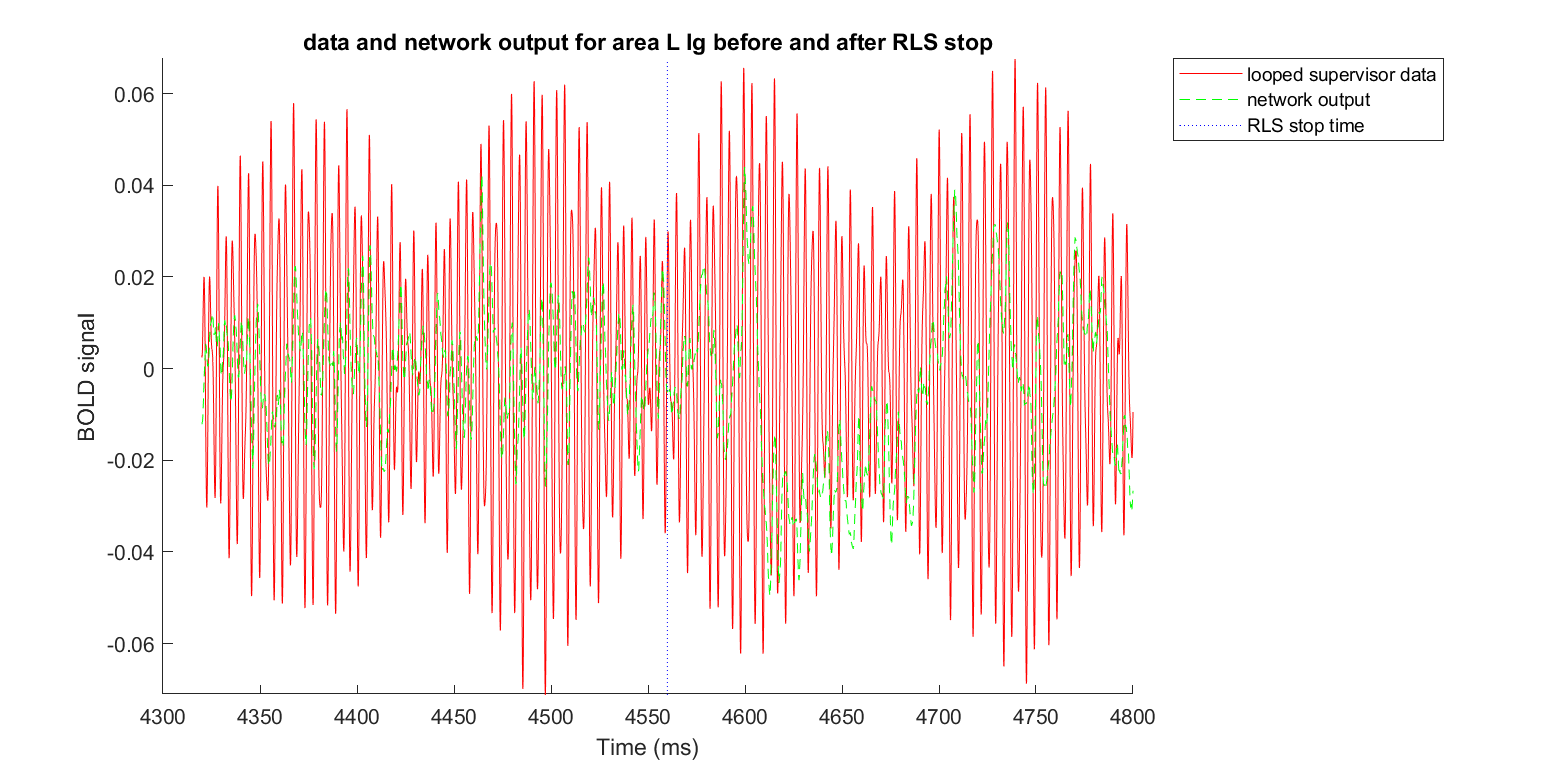 data and network output for area L Ig before and after RLS stop
looped supervisor data
network output
RLS stop time
BOLD signal
0.06
0.04
0.02
0
-0.02
-0.04
-0.06
4300 4350 4400 4450 4500 4550 4600 4650 4700 4750 4800
Time (ms)